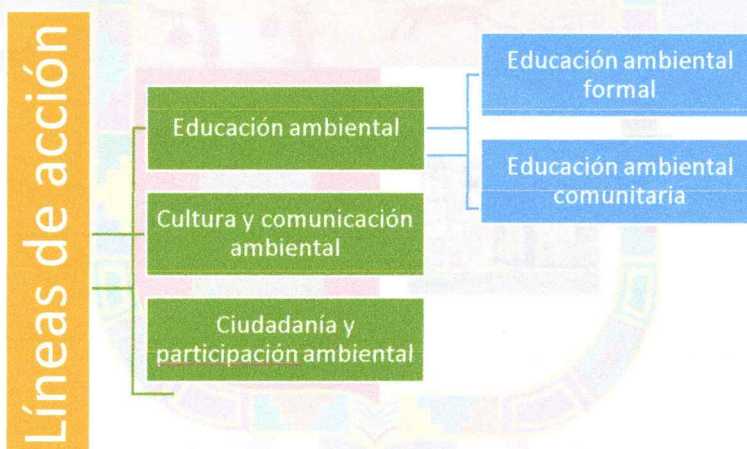 Líneas de acción
Educación ambiental
Cultura y comunicación
ambiental
Ciudadanía y
participación ambiental
Educación ambiental
formal
Educación ambiental
comunitaria